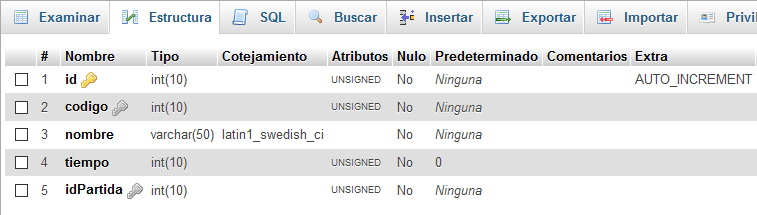 Examinar Estructura SQL Buscar Insertar Exportar Importar Privil
# Nombre Tipo Cotejamiento Atributos Nulo Predeterminado Comentarios Extra
1 id int(10) UNSIGNED No Ninguna AUTO_INCREMENT
2 codigo int(10) UNSIGNED No Ninguna
3 nombre varchar(50) latin1_swedish_ci No Ninguna
4 tiempo int(10) UNSIGNED No 0
5 idPartida int(10) UNSIGNED No Ninguna